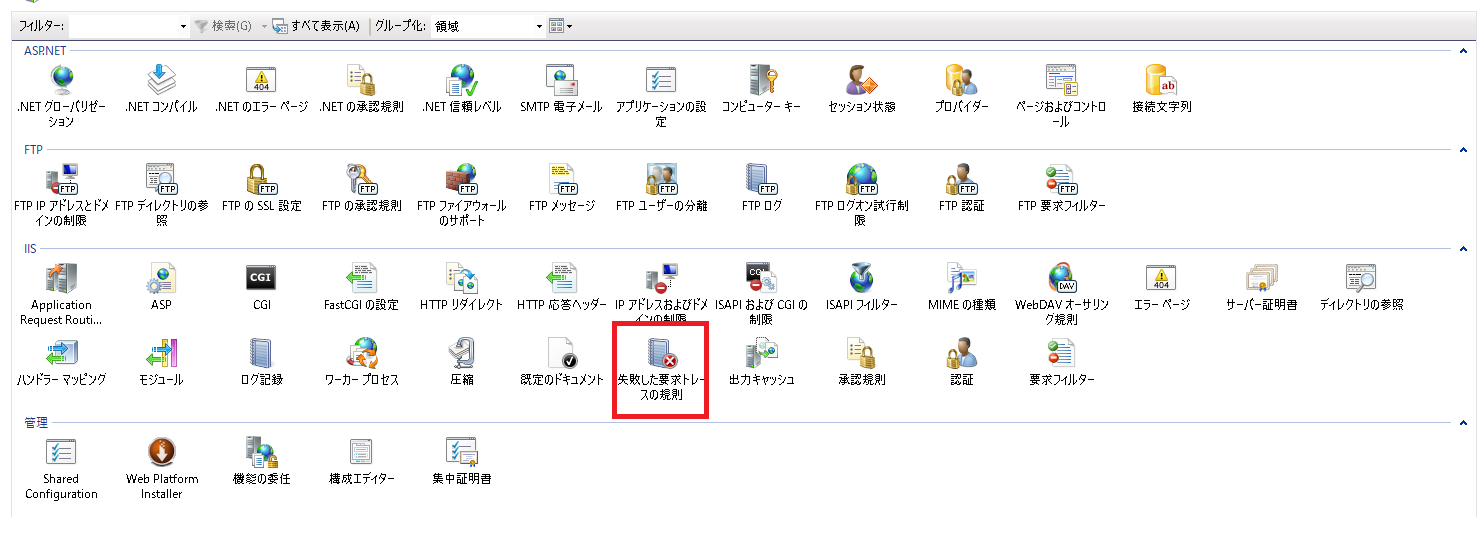 フィルター: 検索(G) すべて表示(A) グループ化: 領域
ASP.NET
.NET グローバリゼーション .NET コンパイル .NET のエラー ページ .NET の承認規則 .NET 信頼レベル SMTP 電子メール アプリケーションの設定 コンピューター キー セッション状態 プロバイダー ページおよびコントロール 接続文字列
FTP
FTP IP アドレスとドメインの制限 FTP ディレクトリの参照 FTP の SSL 設定 FTP の承認規則 FTP ファイアウォールのサポート FTP メッセージ FTP ユーザーの分離 FTP ログ FTP ログオン試行制限 FTP 認証 FTP 要求フィルター
IIS
Application Request Routi... ASP CGI FastCGI の設定 HTTP リダイレクト HTTP 応答ヘッダー IP アドレスおよびドメインの制限 ISAPI および CGI の制限 ISAPI フィルター MIME の種類 WebDAV オーサリング規則 エラー ページ サーバー証明書 ディレクトリの参照
ハンドラー マッピング モジュール ログ記録 ワーカー プロセス 圧縮 既定のドキュメント 失敗した要求トレースの規則 出力キャッシュ 承認規則 認証 要求フィルター
管理
Shared Configuration Web Platform Installer 機能の委任 構成エディター 集中証明書